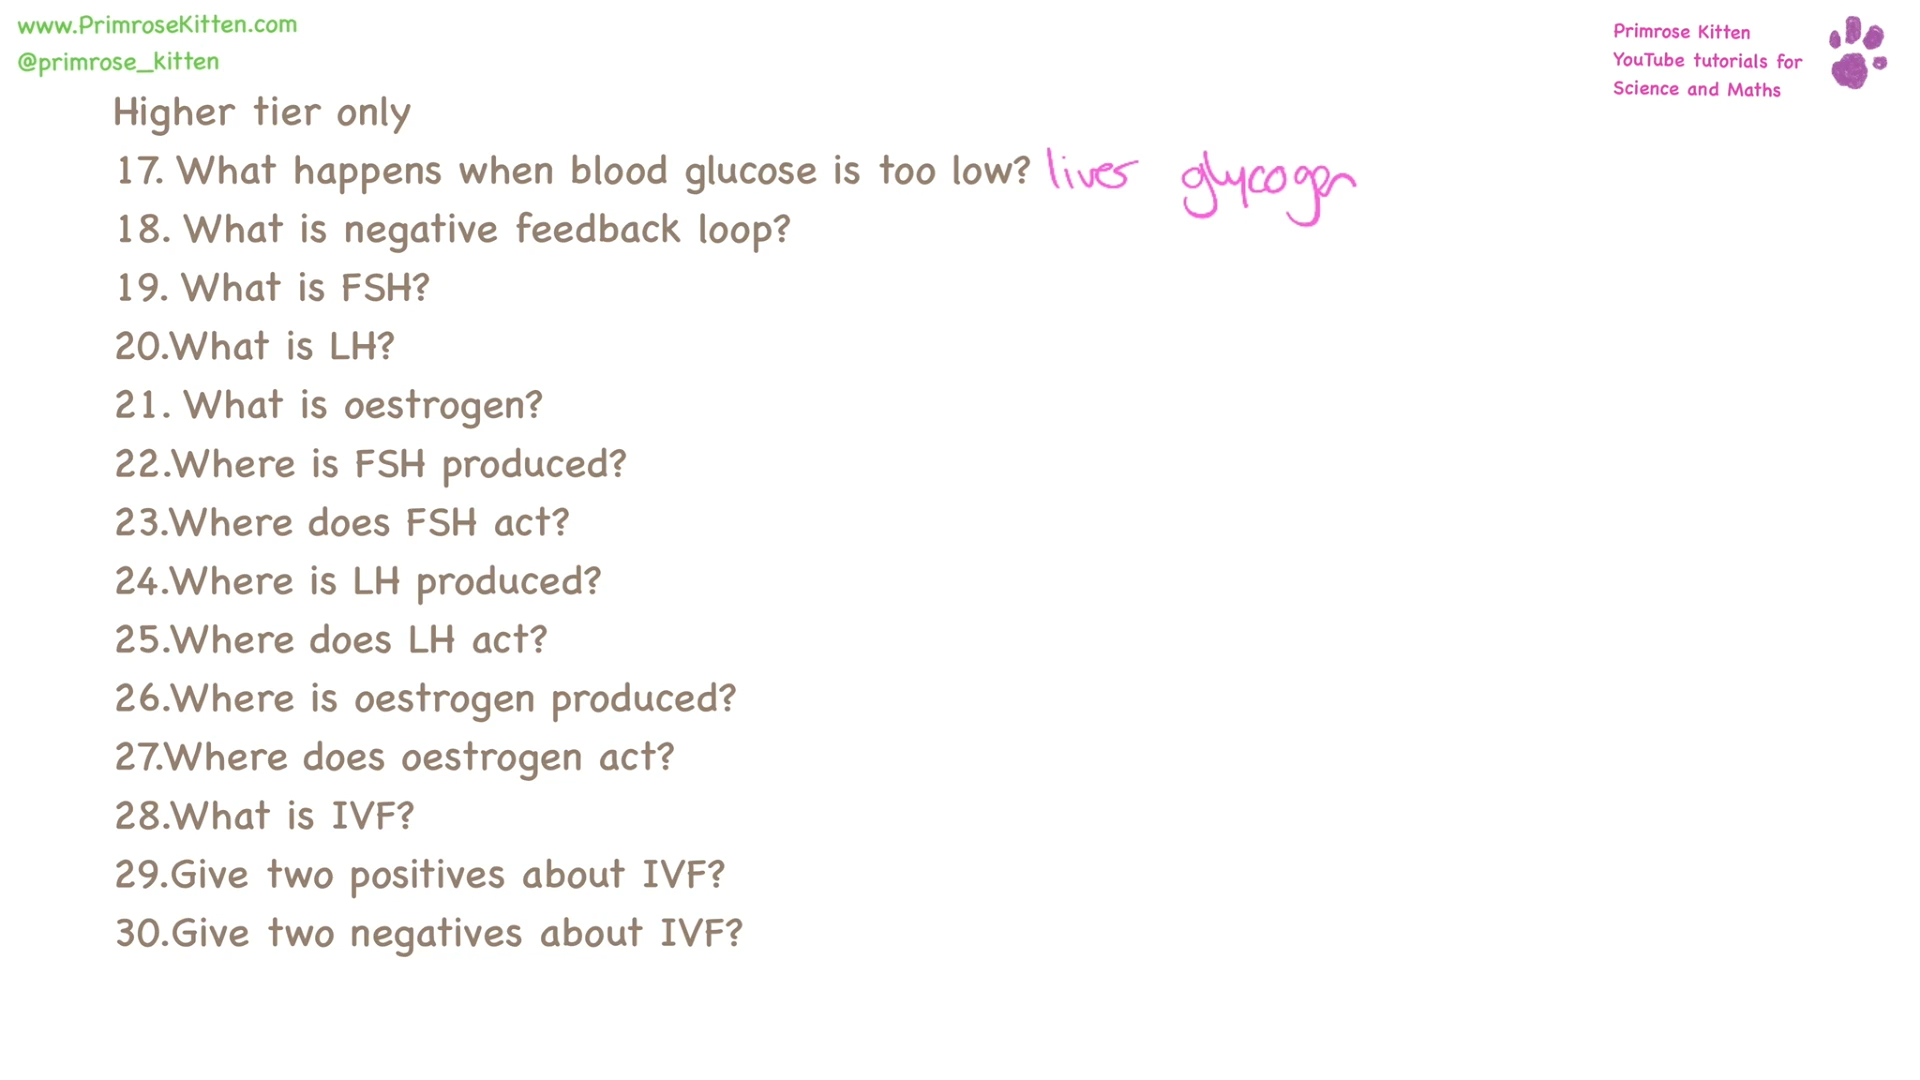 www.PrimroseKitten.com
@primrose_kitten
Primrose Kitten
YouTube tutorials for
Science and Maths
Higher tier only
17. What happens when blood glucose is too low? liver glycogen
18. What is negative feedback loop?
19. What is FSH?
20.What is LH?
21. What is oestrogen?
22.Where is FSH produced?
23.Where does FSH act?
24.Where is LH produced?
25.Where does LH act?
26.Where is oestrogen produced?
27.Where does oestrogen act?
28.What is IVF?
29.Give two positives about IVF?
30.Give two negatives about IVF?